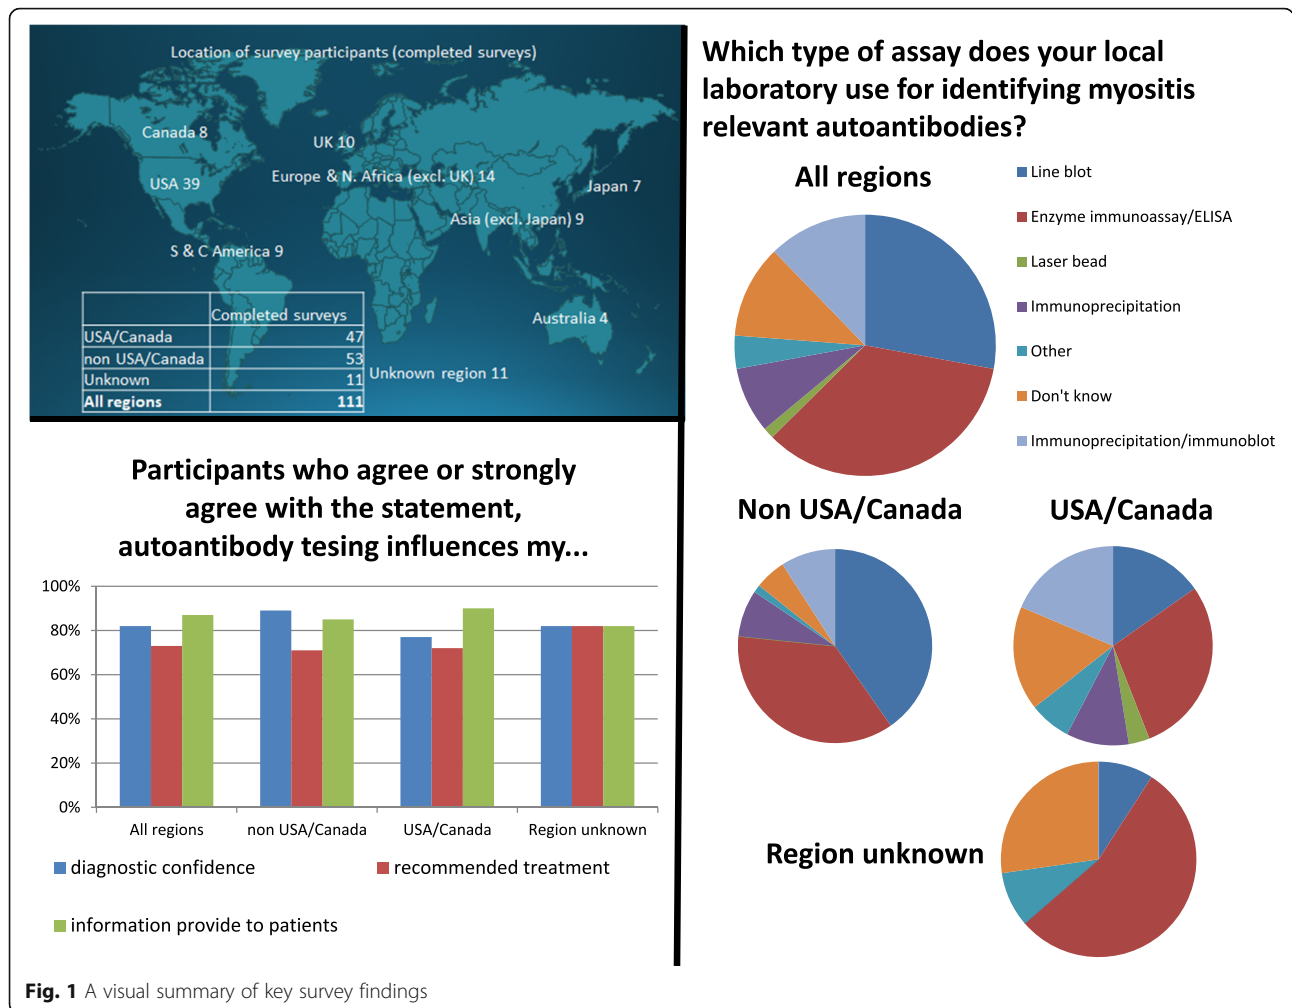 Location of survey participants (completed surveys)
Canada 8
UK 10
USA 39
Europe & N. Africa (excl. UK) 14
Japan 7
Asia (excl. Japan) 9
S & C America 9
Australia 4
Unknown region 11
Completed surveys
USA/Canada 47
non USA/Canada 53
Unknown 11
All regions 111
Participants who agree or strongly
agree with the statement,
autoantibody tesing influences my...
100%
80%
60%
40%
20%
0%
All regions non USA/Canada USA/Canada Region unknown
diagnostic confidence recommended treatment
information provide to patients
Which type of assay does your local
laboratory use for identifying myositis
relevant autoantibodies?
All regions
Line blot
Enzyme immunoassay/ELISA
Laser bead
Immunoprecipitation
Other
Don't know
Immunoprecipitation/immunoblot
Non USA/Canada USA/Canada
Region unknown
Fig. 1 A visual summary of key survey findings